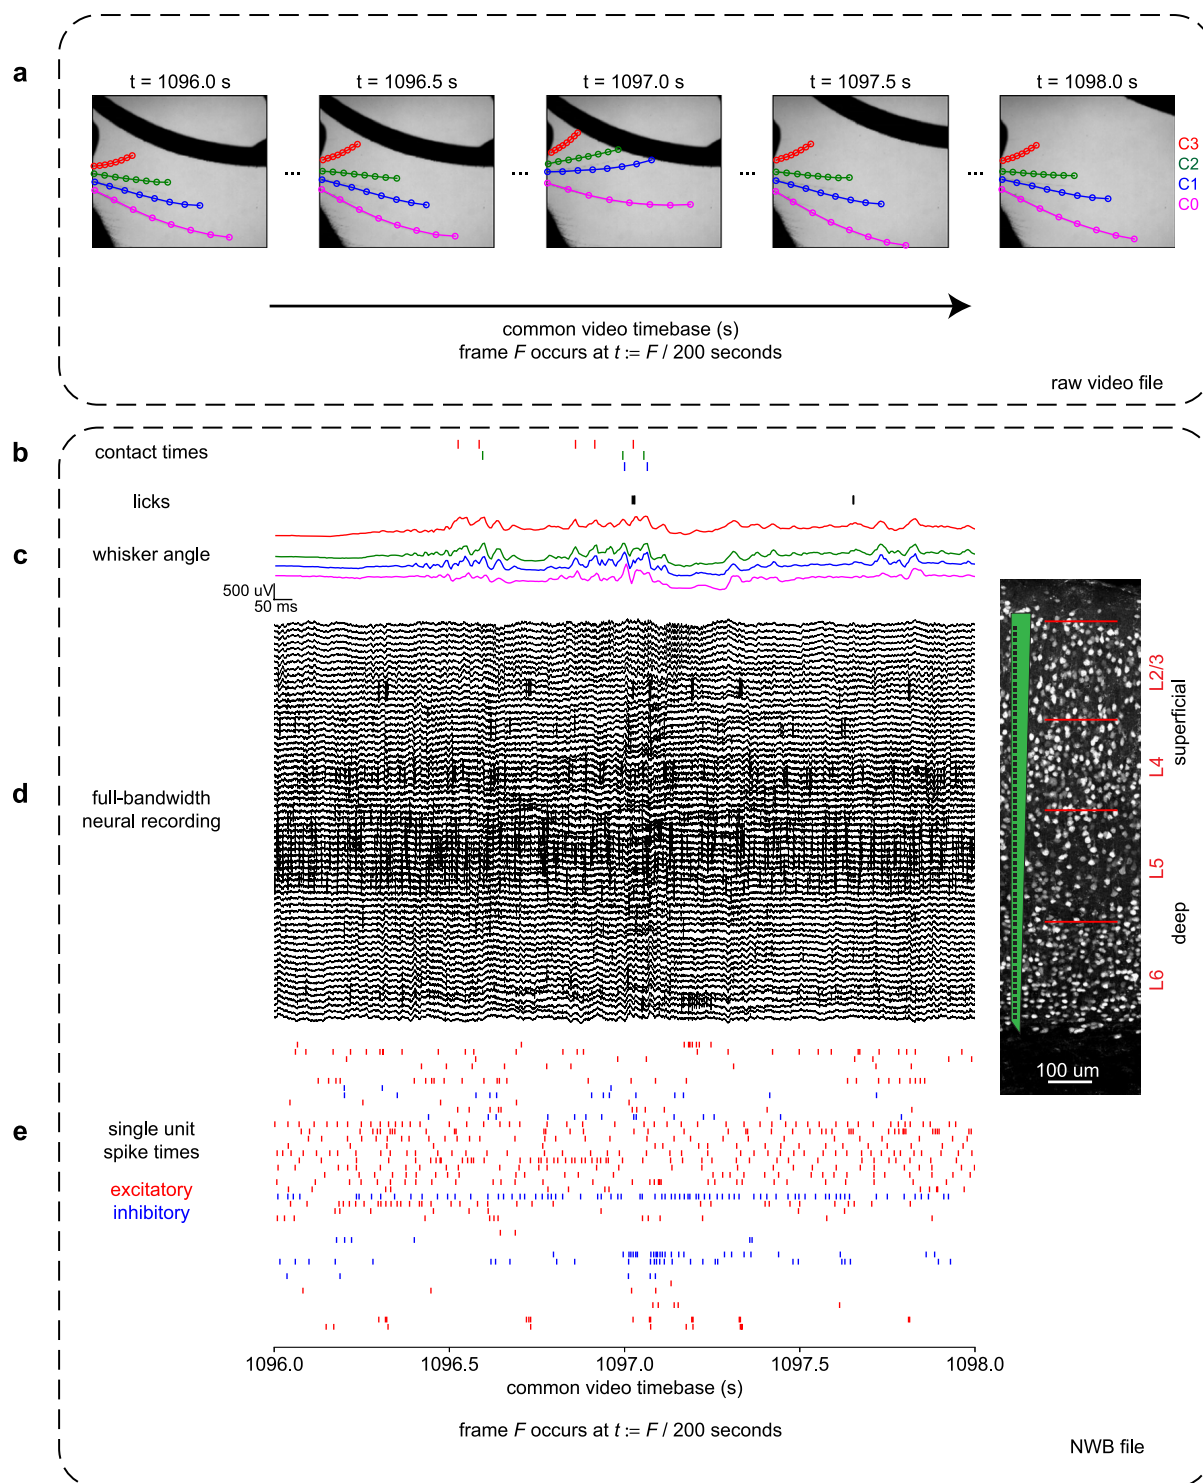 a
t = 1096.0 s
t = 1096.5 s
t = 1097.0 s
t = 1097.5 s
t = 1098.0 s
C3
C2
C1
C0
...
...
...
...
common video timebase (s)
frame F occurs at t := F / 200 seconds
raw video file
b
contact times
licks
c
whisker angle
500 uV
50 ms
d
full-bandwidth
neural recording
L2/3
L4
L5
L6
superficial
deep
100 um
e
single unit
spike times
excitatory
inhibitory
1096.0
1096.5
1097.0
1097.5
1098.0
common video timebase (s)
frame F occurs at t := F / 200 seconds
NWB file